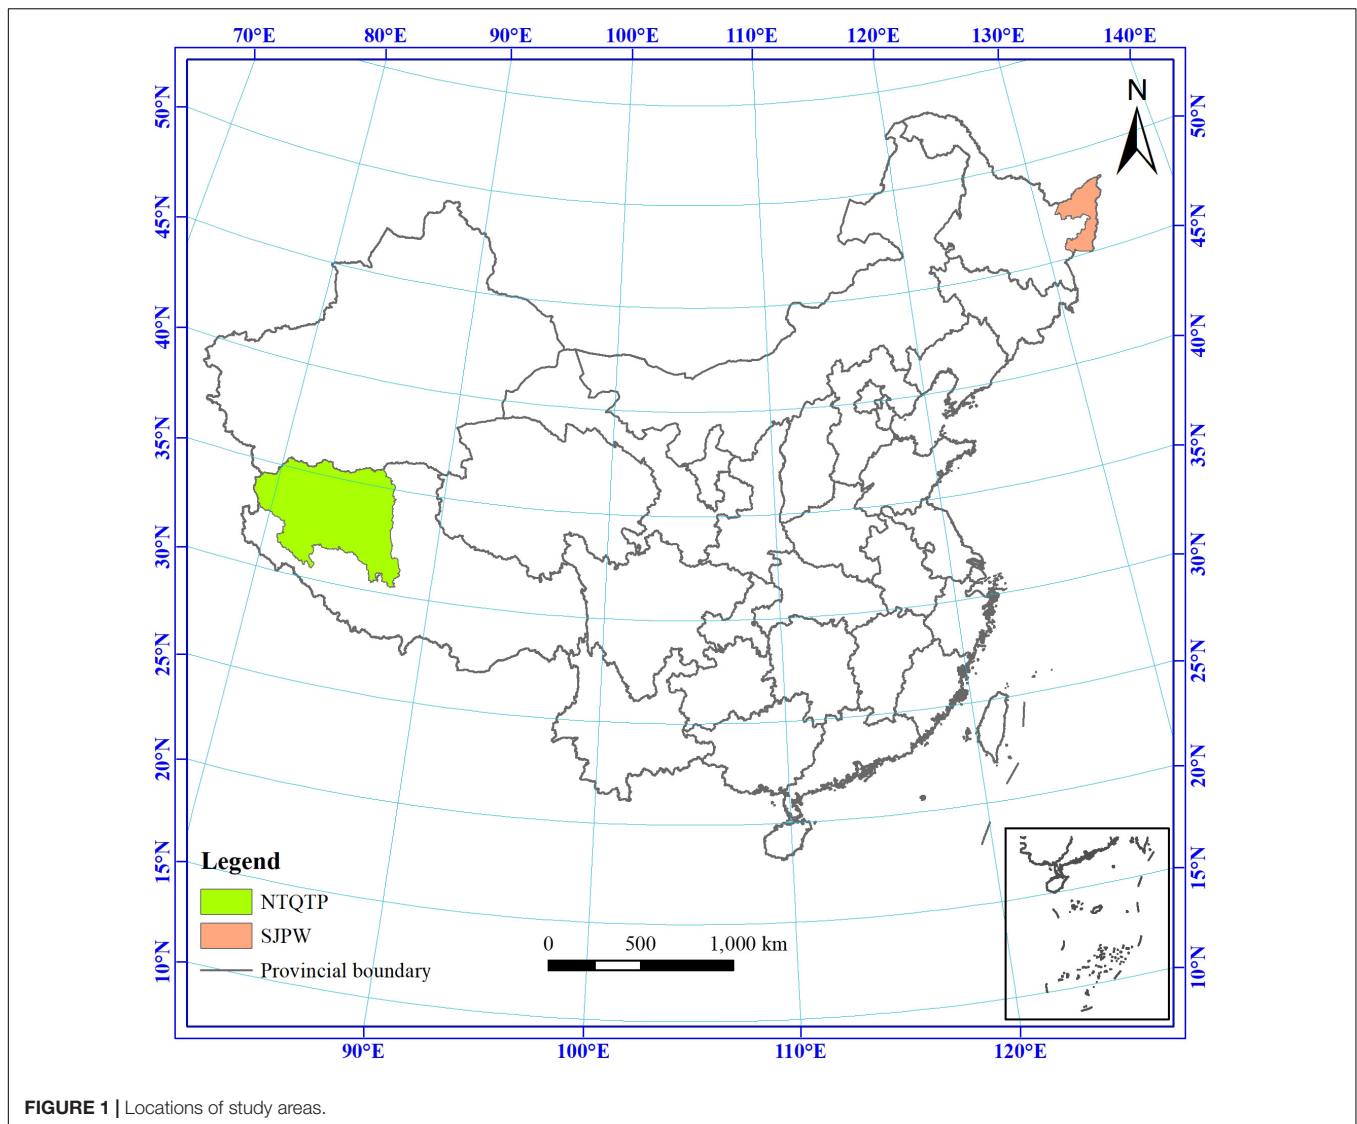 70°E 80°E 90°E 100°E 110°E 120°E 130°E 140°E
N
50°N 50°N
45°N 45°N
40°N 40°N
35°N 35°N
30°N 30°N
25°N 25°N
20°N 20°N
15°N 15°N
10°N 10°N
Legend
NTQTP
SJPW
Provincial boundary
0 500 1,000 km
90°E 100°E 110°E 120°E
FIGURE 1 | Locations of study areas.